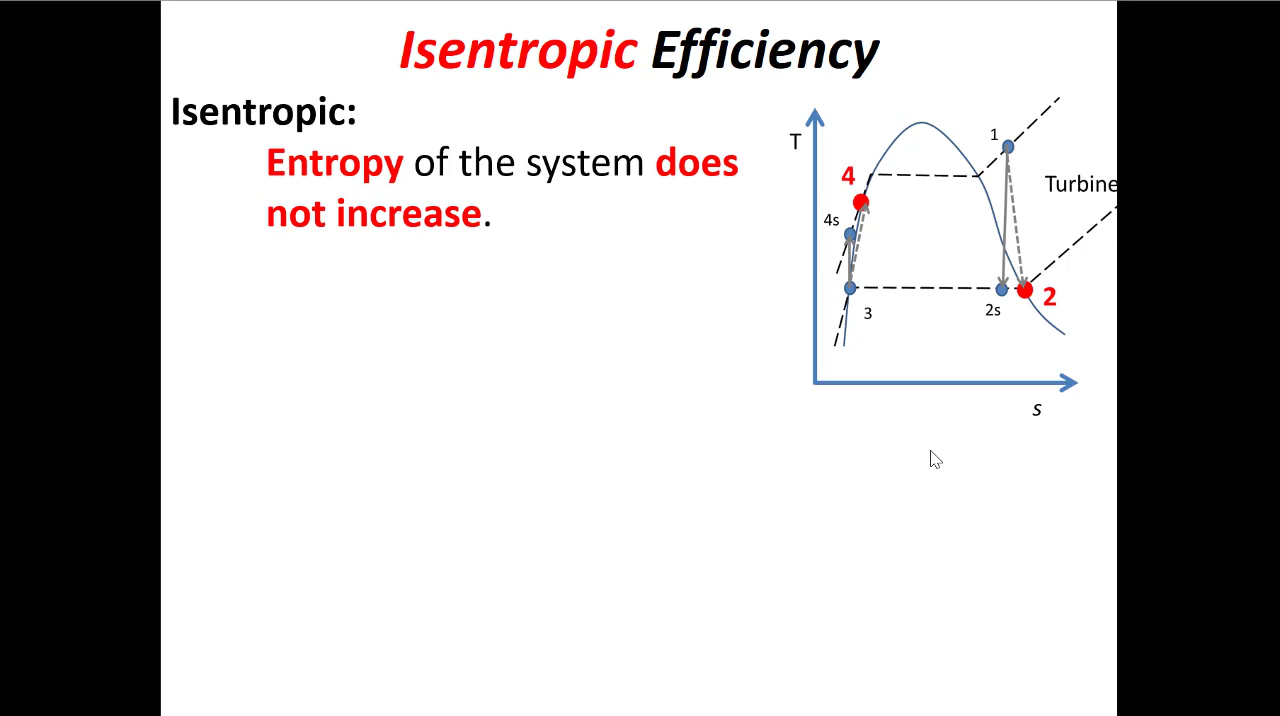 Isentropic Efficiency
Isentropic:
Entropy of the system does
not increase.
T
1
4
Turbine
4s
2
3
2s
s